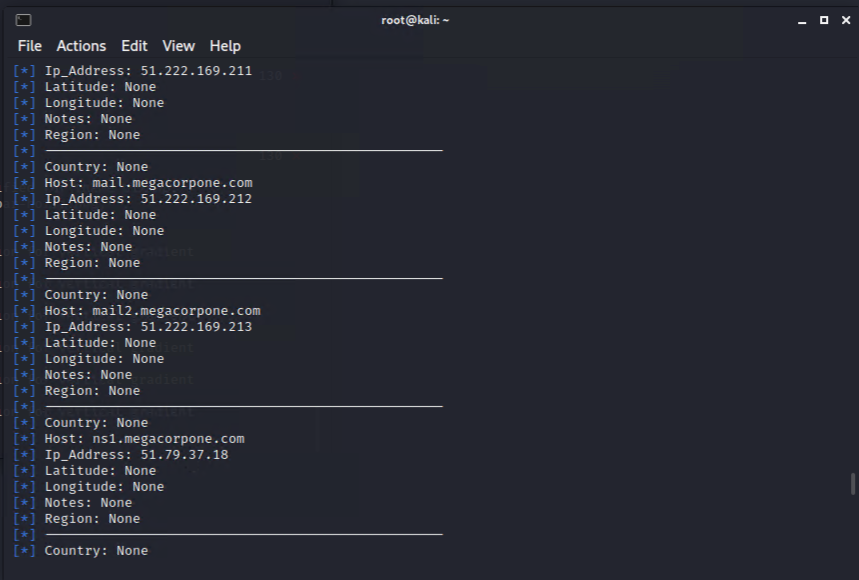 root@kali: ~
File Actions Edit View Help
[*] Ip_Address: 51.222.169.211
[*] Latitude: None
[*] Longitude: None
[*] Notes: None
[*] Region: None
[*] ──────────────────────────────────────────────────
[*] Country: None
[*] Host: mail.megacorpone.com
[*] Ip_Address: 51.222.169.212
[*] Latitude: None
[*] Longitude: None
[*] Notes: None
[*] Region: None
[*] ──────────────────────────────────────────────────
[*] Country: None
[*] Host: mail2.megacorpone.com
[*] Ip_Address: 51.222.169.213
[*] Latitude: None
[*] Longitude: None
[*] Notes: None
[*] Region: None
[*] ──────────────────────────────────────────────────
[*] Country: None
[*] Host: ns1.megacorpone.com
[*] Ip_Address: 51.79.37.18
[*] Latitude: None
[*] Longitude: None
[*] Notes: None
[*] Region: None
[*] ──────────────────────────────────────────────────
[*] Country: None